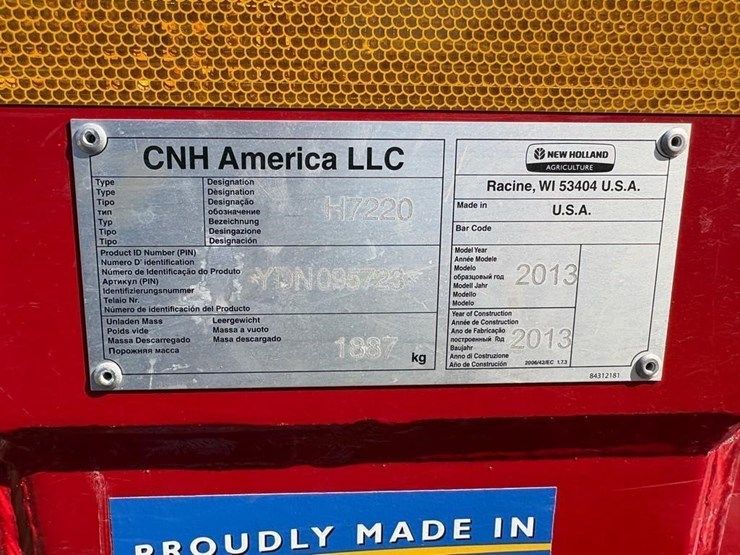 CNH America LLC
Type
Type
Tipo
тип
Typ
Tipo
Tipo
Designation
Dèsignation
Designação
обозначение
Bezeichnung
Desingazione
Designación
H7220
Product ID Number (PIN)
Numero D' identification
Número de Identificação do Produto
Артикул (PIN)
Identifizierungsnummer
Telaio Nr.
Número de identificación del Producto
*YDN095723*
Unladen Mass
Poids vide
Massa Descarregado
Порожняя масса
Leergewicht
Massa a vuoto
Masa descargado
1887 kg
NEW HOLLAND
AGRICULTURE
Racine, WI 53404 U.S.A.
Made in
U.S.A.
Bar Code
Model Year
Année Modele
Modelo
образцовый год
Modell Jahr
Modello
Modelo
2013
Year of Construction
Année de Construction
Ano de Fabricação
построенный Год
Baujahr
Anno di Costruzione
Año de Construcción
2013
2006/42/EC 1.7.3
84312181
PROUDLY MADE IN